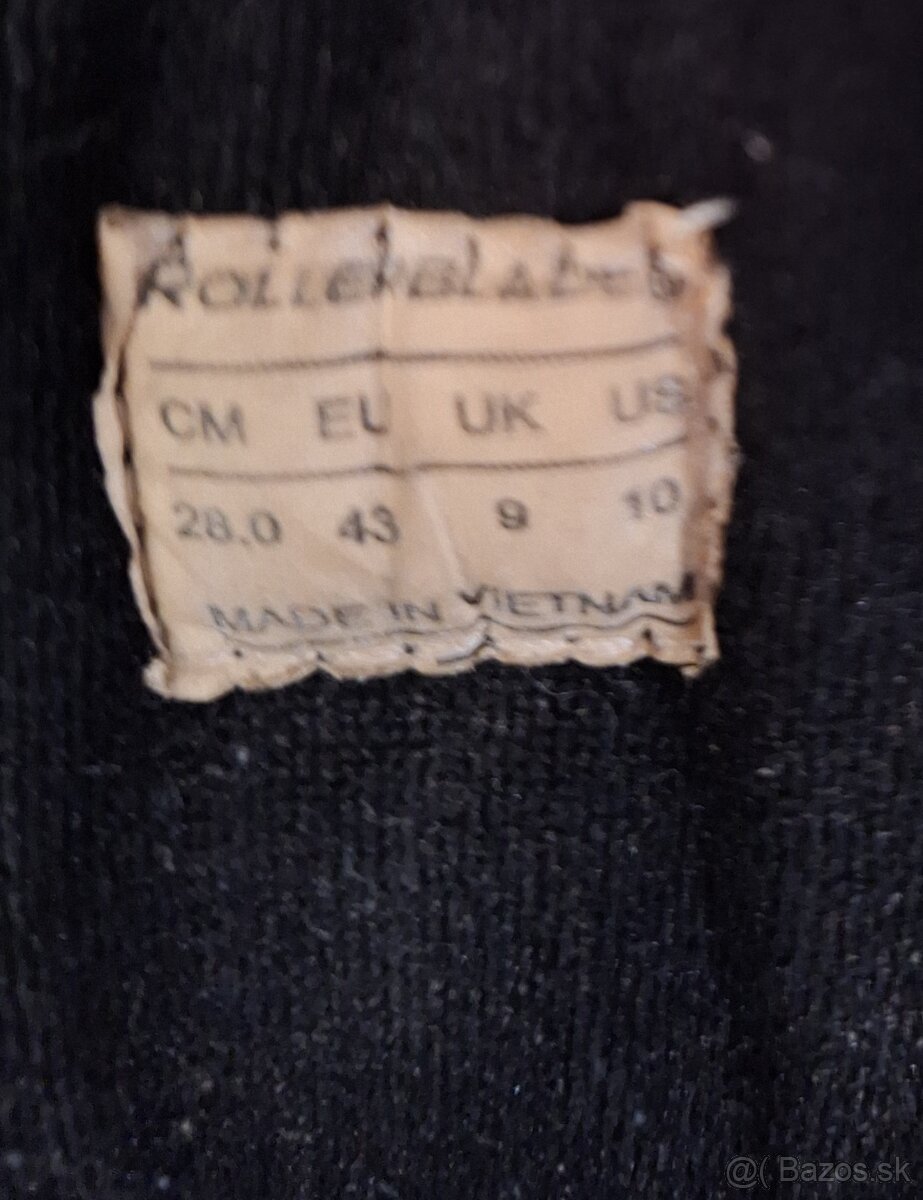 ROLLERBLADE®
CM EU UK US
28.0 43 9 10
MADE IN VIETNAM
@( Bazos.sk